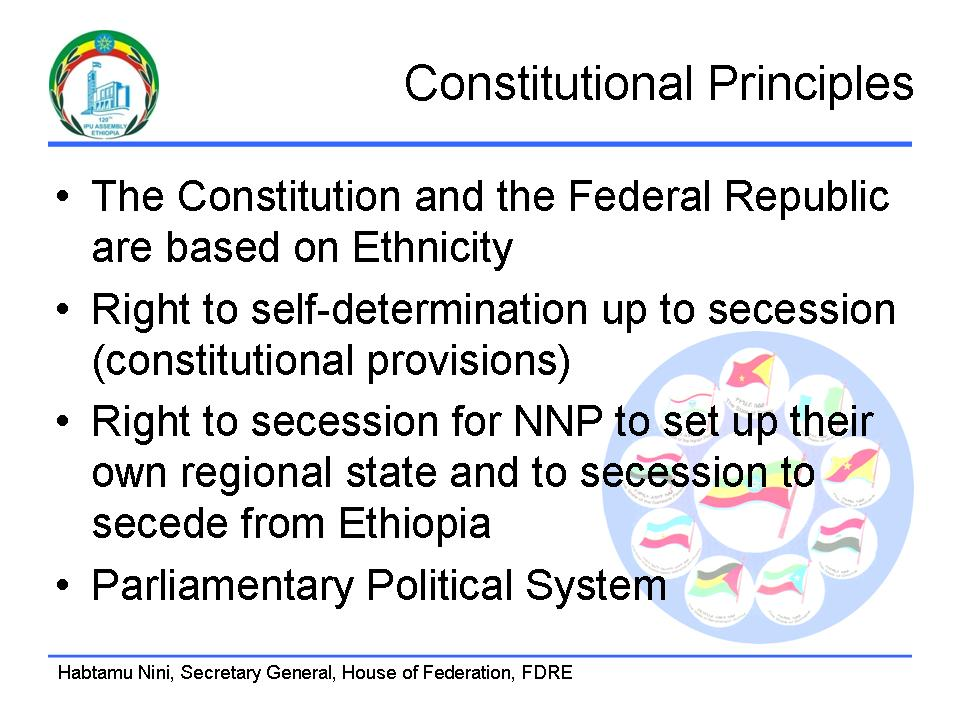 120TH
IPU ASSEMBLY
ETHIOPIA
Constitutional Principles
• The Constitution and the Federal Republic
are based on Ethnicity
• Right to self-determination up to secession
(constitutional provisions)
• Right to secession for NNP to set up their
own regional state and to secession to
secede from Ethiopia
• Parliamentary Political System
Habtamu Nini, Secretary General, House of Federation, FDRE